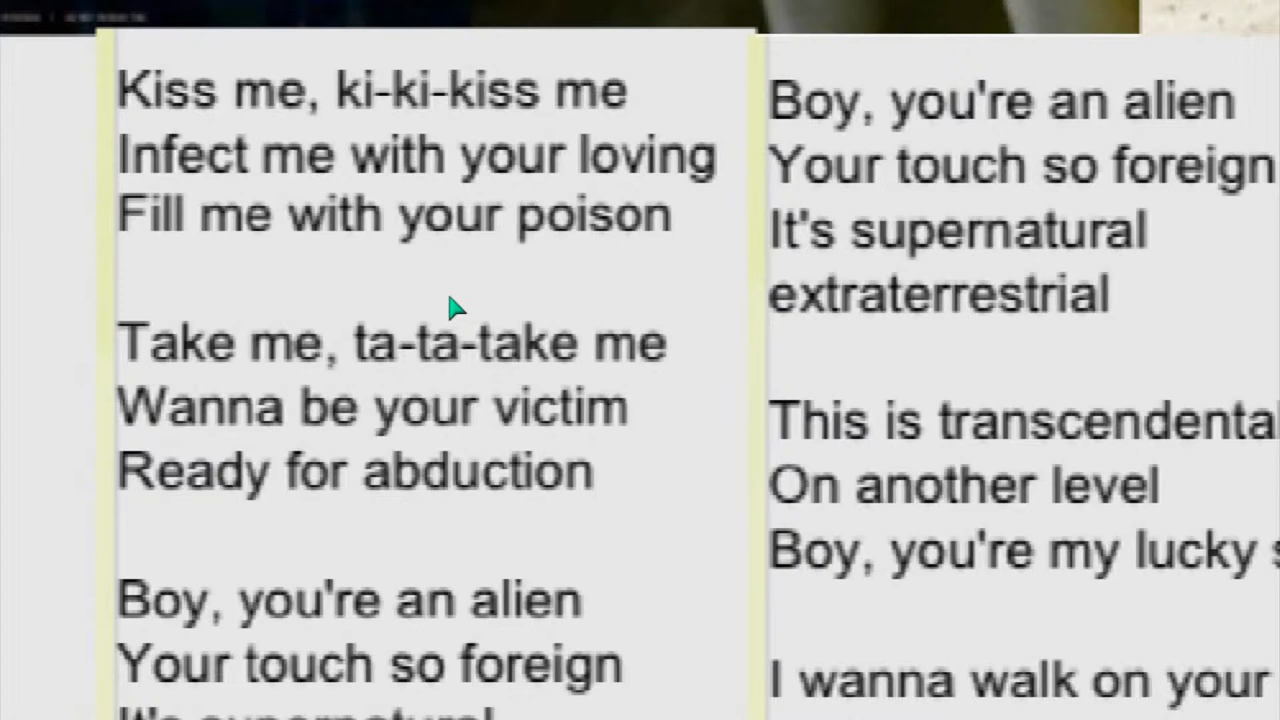 Kiss me, ki-ki-kiss me
Infect me with your loving
Fill me with your poison
Take me, ta-ta-take me
Wanna be your victim
Ready for abduction
Boy, you're an alien
Your touch so foreign
It's supernatural
Boy, you're an alien
Your touch so foreign
It's supernatural
extraterrestrial
This is transcendental
On another level
Boy, you're my lucky
I wanna walk on your